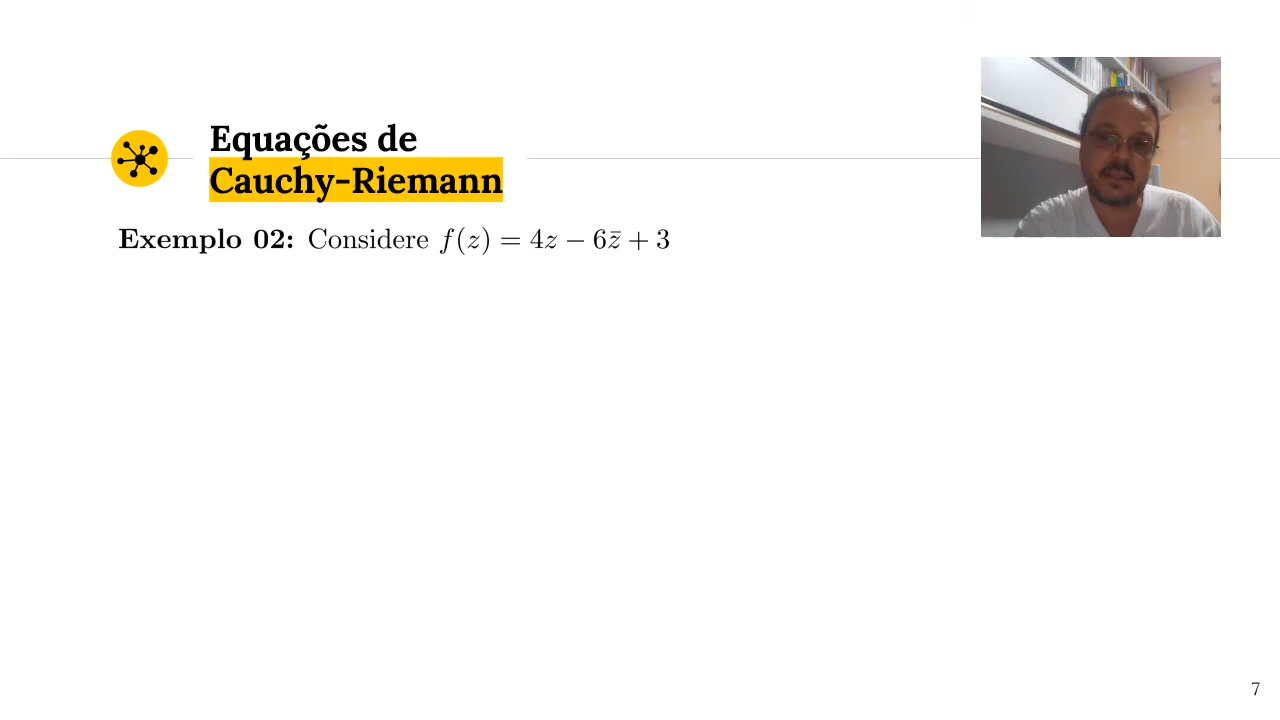 Equações de
Cauchy-Riemann
Exemplo 02: Considere f(z) = 4z − 6z̄ + 3
7